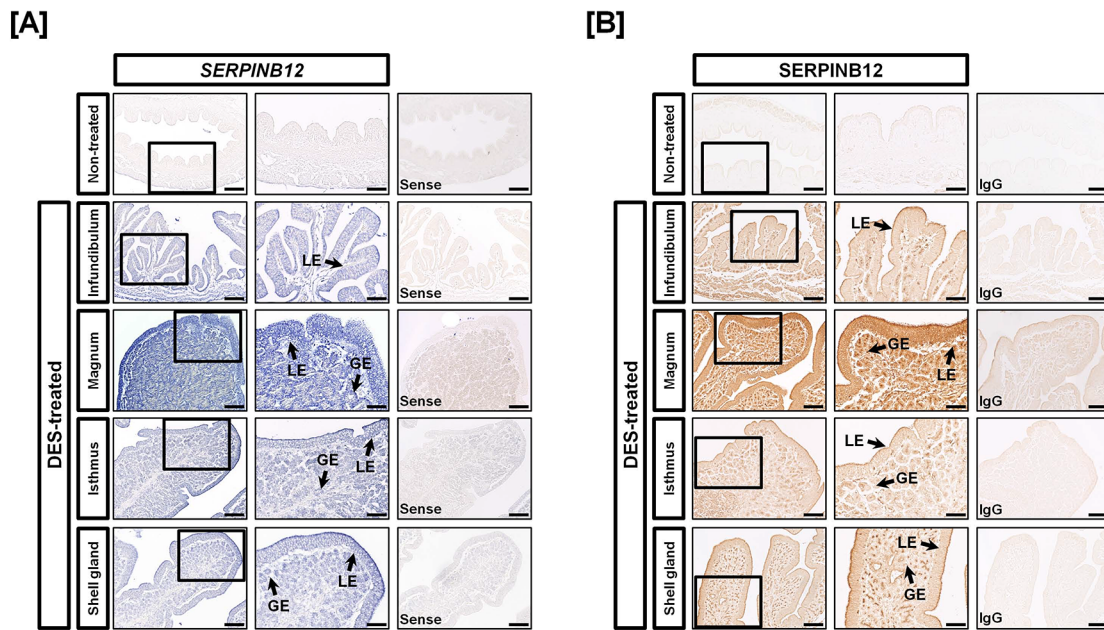 [A]
SERPINB12
Non-treated
Sense
DES-treated
Infundibulum
LE
Sense
Magnum
LE
GE
Sense
Isthmus
GE
LE
Sense
Shell gland
GE
LE
Sense
[B]
SERPINB12
Non-treated
IgG
DES-treated
Infundibulum
LE
IgG
Magnum
GE
LE
IgG
Isthmus
LE
GE
IgG
Shell gland
LE
GE
IgG